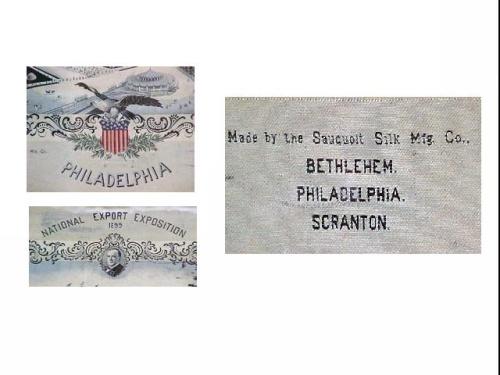 PHILADELPHIA
NATIONAL EXPORT EXPOSITION
1899
Made by the Sauquoit Silk Mfg. Co.,
BETHLEHEM.
PHILADELPHIA.
SCRANTON.